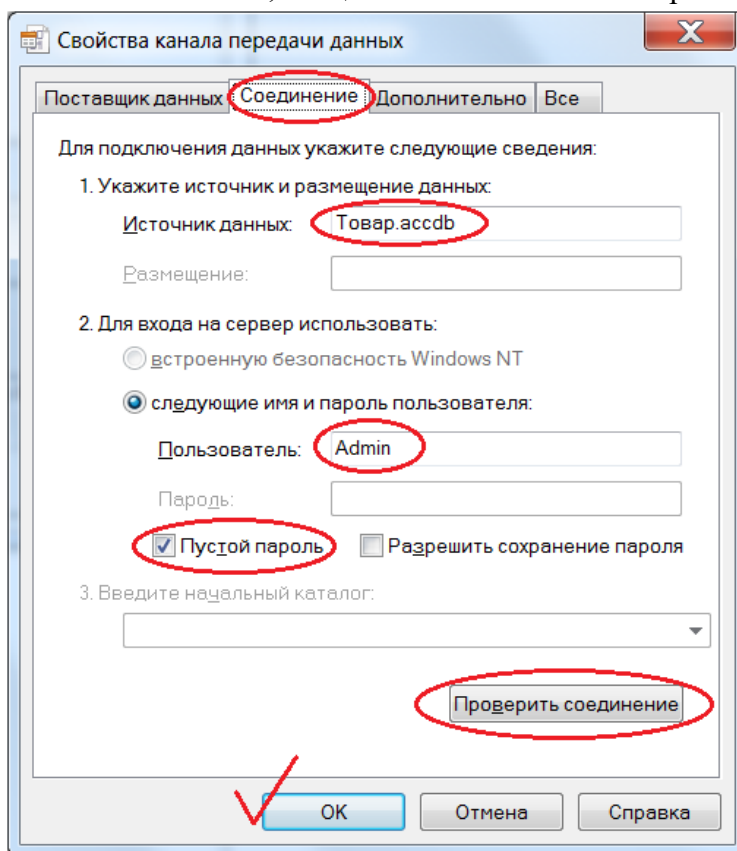 Свойства канала передачи данных
X
Поставщик данных Соединение Дополнительно Все
Для подключения данных укажите следующие сведения:
1. Укажите источник и размещение данных:
Источник данных: Товар.accdb
Размещение:
2. Для входа на сервер использовать:
встроенную безопасность Windows NT
следующие имя и пароль пользователя:
Пользователь: Admin
Пароль:
Пустой пароль Разрешить сохранение пароля
3. Введите начальный каталог:
Проверить соединение
ОК Отмена Справка